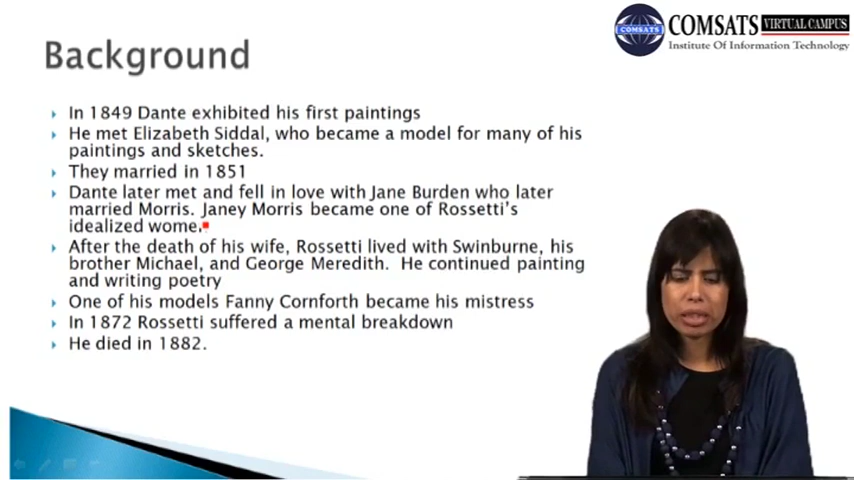 COMSATS
COMSATS VIRTUAL CAMPUS
Institute Of Information Technology
Background
In 1849 Dante exhibited his first paintings
He met Elizabeth Siddal, who became a model for many of his
paintings and sketches.
They married in 1851
Dante later met and fell in love with Jane Burden who later
married Morris. Janey Morris became one of Rossetti's
idealized wome.
After the death of his wife, Rossetti lived with Swinburne, his
brother Michael, and George Meredith. He continued painting
and writing poetry
One of his models Fanny Cornforth became his mistress
In 1872 Rossetti suffered a mental breakdown
He died in 1882.